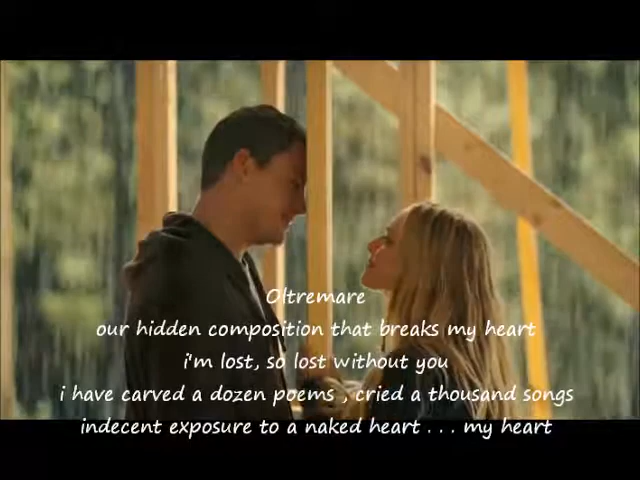 Oltremare
our hidden composition that breaks my heart
i'm lost, so lost without you
i have carved a dozen poems , cried a thousand songs
indecent exposure to a naked heart . . . my heart